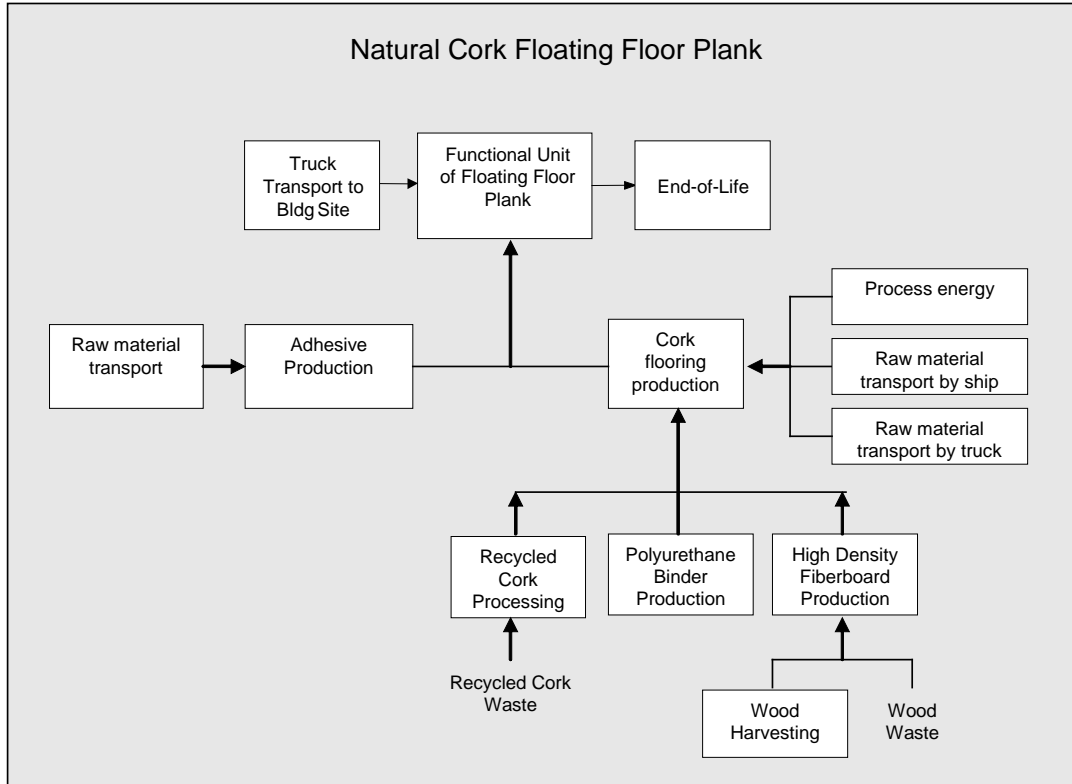 Natural Cork Floating Floor Plank
Truck
Transport to
Bldg Site
Functional Unit
of Floating Floor
Plank
End-of-Life
Raw material
transport
Adhesive
Production
Cork
flooring
production
Process energy
Raw material
transport by ship
Raw material
transport by truck
Recycled
Cork
Processing
Polyurethane
Binder
Production
High Density
Fiberboard
Production
Recycled Cork
Waste
Wood
Harvesting
Wood
Waste